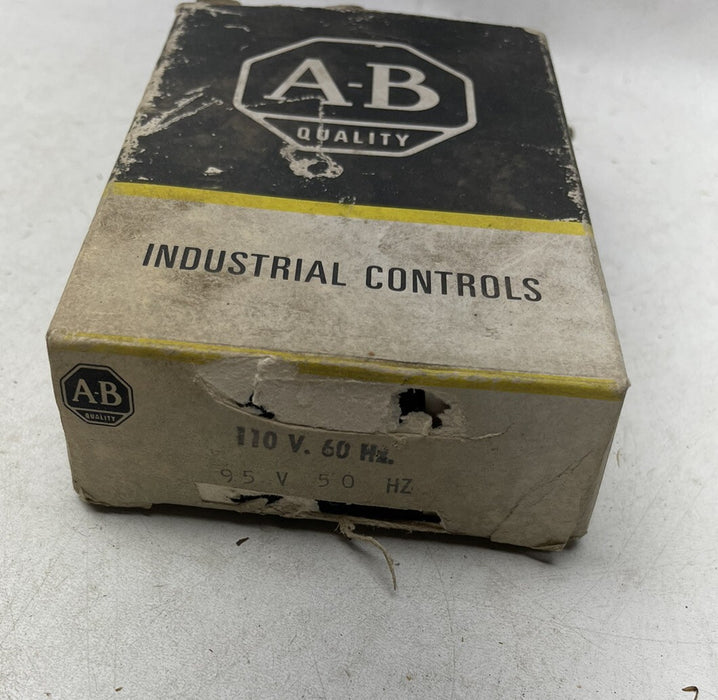 A-B
QUALITY
INDUSTRIAL CONTROLS
A-B
QUALITY
110 V. 60 Hz.
95 V 50 HZ